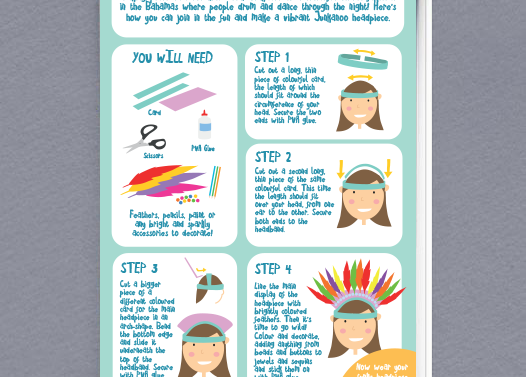 in the Bahamas where people drum and dance through the night! Here's
how you can join in the fun and make a vibrant Junkanoo headpiece.
YOU WILL NEED
Card
Scissors
PVA Glue
Feathers, pencils, paint or
any bright and sparkly
accessories to decorate!
STEP 1
Cut out a long, thin
piece of colourful card,
the length of which
should fit around the
circumference of your
head. Secure the two
ends with PVA glue.
STEP 2
Cut out a second long,
thin piece of the same
colourful card. This time
the length should fit
over your head, from one
ear to the other. Secure
both ends to the
headband.
STEP 3
Cut a bigger
piece of a
different coloured
card for the main
headpiece in an
arch-shape. Bend
the bottom edge
and slide it
underneath the
top of the
headband. Secure
with PVA glue.
STEP 4
Line the main
display of the
headpiece with
brightly coloured
feathers. Then it's
time to go wild!
Colour and decorate,
adding anything from
beads and buttons to
jewels and sequins
and stick them on
with PVA glue.
Now wear your